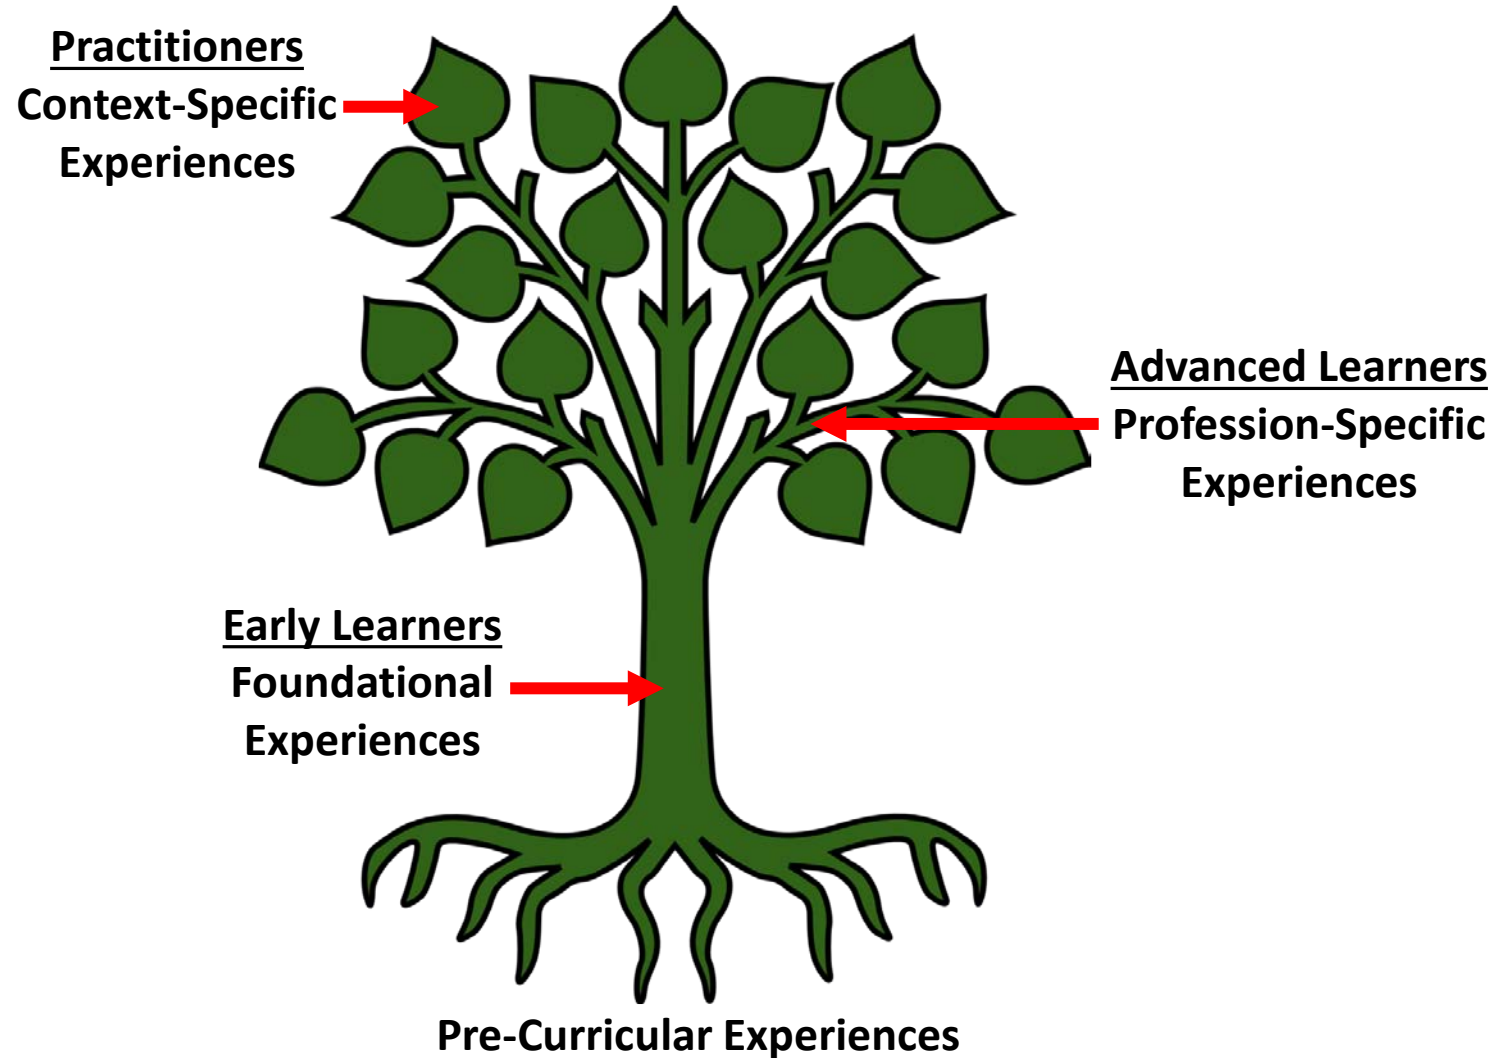 Practitioners
Context-Specific
Experiences
Advanced Learners
Profession-Specific
Experiences
Early Learners
Foundational
Experiences
Pre-Curricular Experiences